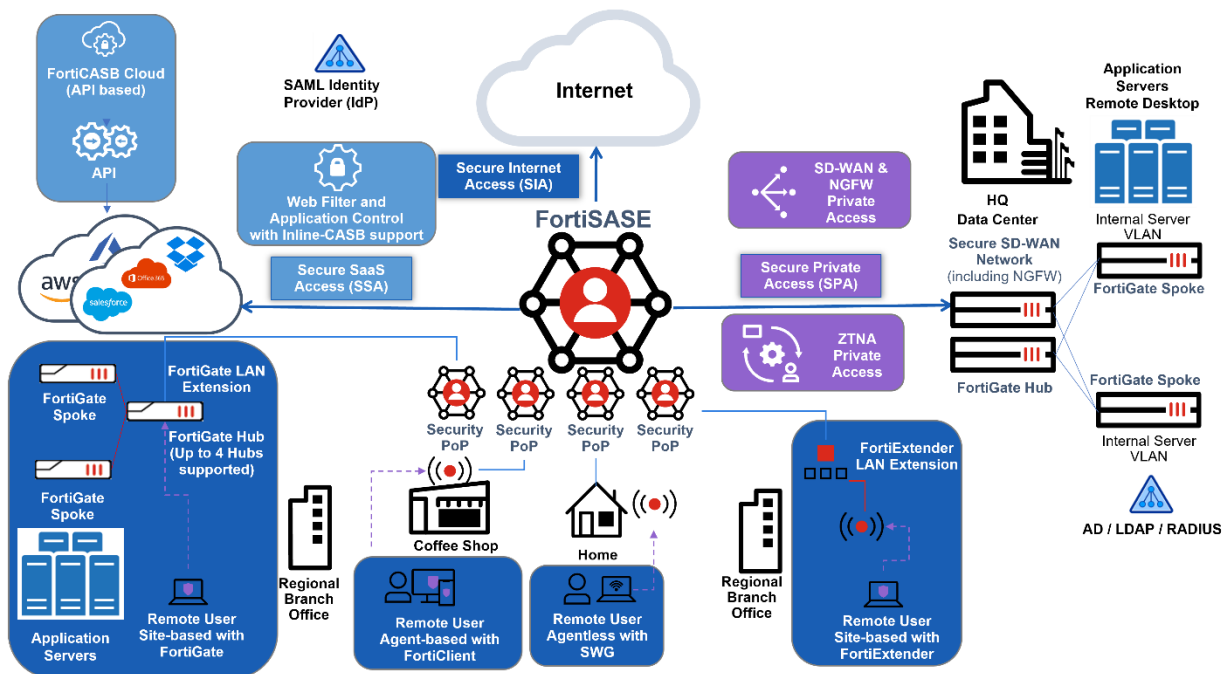 FortiCASB Cloud
(API based)
API
SAML Identity
Provider (IdP)
Internet
Application
Servers
Remote Desktop
Secure Internet
Access (SIA)
Web Filter and
Application Control
with Inline-CASB support
SD-WAN &
NGFW
Private
Access
HQ
Data Center
Internal Server
VLAN
FortiSASE
aws
Office 365
salesforce
Secure SaaS
Access (SSA)
Secure Private
Access (SPA)
Secure SD-WAN
Network
(including NGFW)
FortiGate Spoke
ZTNA
Private
Access
FortiGate Hub
FortiGate Spoke
Internal Server
VLAN
AD / LDAP / RADIUS
FortiGate LAN
Extension
FortiGate
Spoke
FortiGate Hub
(Up to 4 Hubs
supported)
FortiGate
Spoke
Application
Servers
Remote User
Site-based with
FortiGate
Security
PoP
Security
PoP
Security
PoP
Security
PoP
Regional
Branch
Office
Coffee Shop
Home
Remote User
Agent-based with
FortiClient
Remote User
Agentless with
SWG
Regional
Branch
Office
FortiExtender
LAN Extension
Remote User
Site-based with
FortiExtender